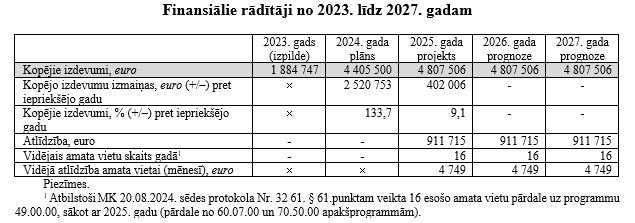 Finansiālie rādītāji no 2023. līdz 2027. gadam
2023. gads (izpilde) 2024. gada plāns 2025. gada projekts 2026. gada prognoze 2027. gada prognoze
Kopējie izdevumi, euro 1 884 747 4 405 500 4 807 506 4 807 506 4 807 506
Kopējo izdevumu izmaiņas, euro (+/–) pret iepriekšējo gadu × 2 520 753 402 006 - -
Kopējie izdevumi, % (+/–) pret iepriekšējo gadu × 133,7 9,1 - -
Atlīdzība, euro - - 911 715 911 715 911 715
Vidējais amata vietu skaits gadā¹ - - 16 16 16
Vidējā atlīdzība amata vietai (mēnesī), euro × × 4 749 4 749 4 749
Piezīmes.
¹ Atbilstoši MK 20.08.2024. sēdes protokola Nr. 32 61. § 61.punktam veikta 16 esošo amata vietu pārdale uz programmu
49.00.00, sākot ar 2025. gadu (pārdale no 60.07.00 un 70.50.00 apakšprogrammām).